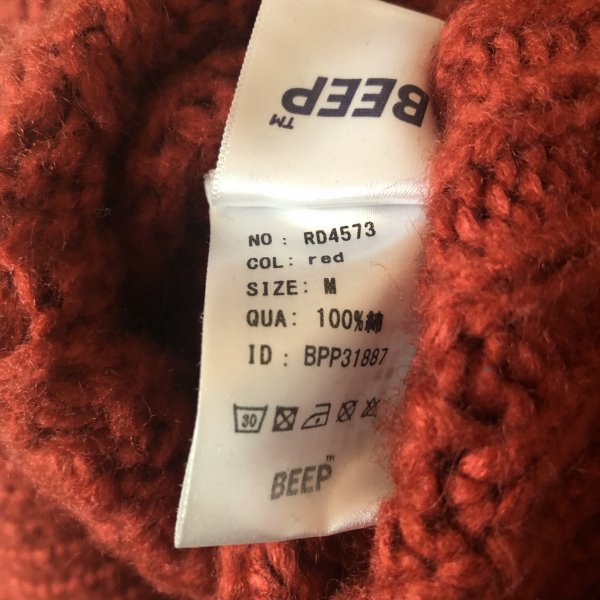 BEEP™
NO: RD4573
COL: red
SIZE: M
QUA: 100%綿
ID: BPP31887
30
BEEP™